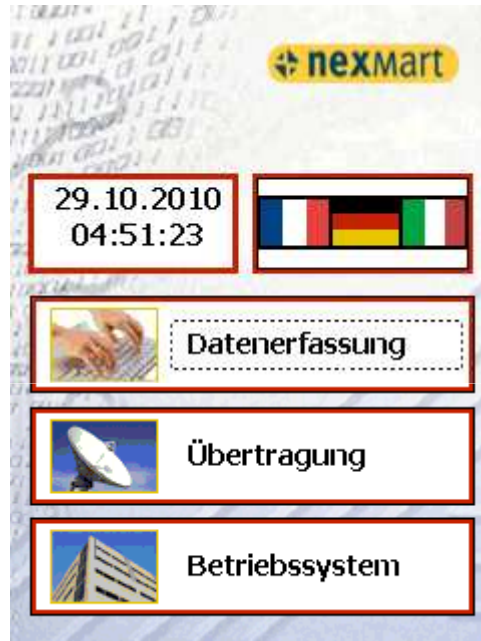 nexmart
29.10.2010
04:51:23
Datenerfassung
Übertragung
Betriebssystem